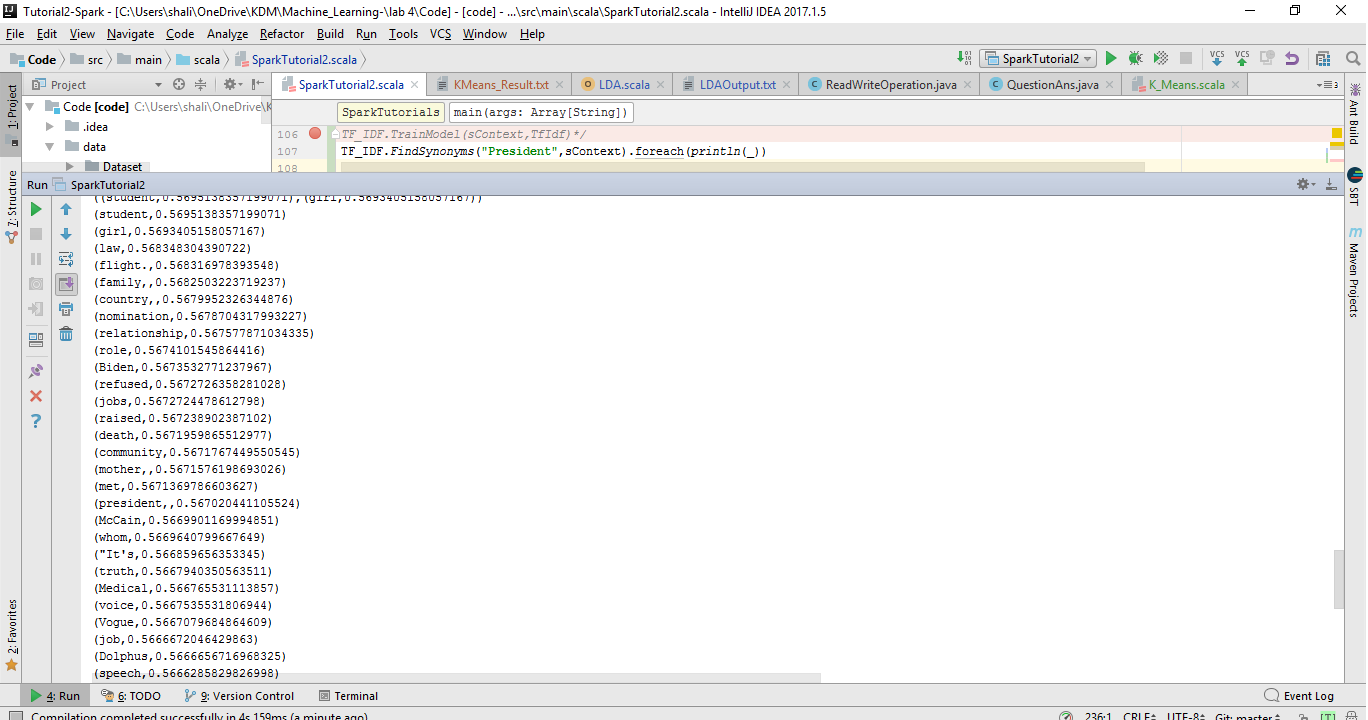 Tutorial2-Spark - [C:\Users\shali\OneDrive\KDM\Machine_Learning-\lab 4\Code] - [code] - ...\src\main\scala\SparkTutorial2.scala - IntelliJ IDEA 2017.1.5
File Edit View Navigate Code Analyze Refactor Build Run Tools VCS Window Help
Code src main scala SparkTutorial2.scala SparkTutorial2 VCS VCS
1: Project
Project
SparkTutorial2.scala KMeans_Result.txt LDA.scala LDAOutput.txt ReadWriteOperation.java QuestionAns.java K_Means.scala
Code [code] C:\Users\shali\OneDrive\K
.idea
data
Dataset
SparkTutorials main(args: Array[String])
106 TF_IDF.TrainModel(sContext,TfIdf)*/
107 TF_IDF.FindSynonyms("President",sContext).foreach(println(_))
108
Run SparkTutorial2
((student,0.5695138357199071),(girl,0.5693405158057167))
(student,0.5695138357199071)
(girl,0.5693405158057167)
(law,0.568348304390722)
(flight.,0.568316978393548)
(family,,0.5682503223719237)
(country,,0.5679952326344876)
(nomination,0.5678704317993227)
(relationship,0.567577871034335)
(role,0.5674101545864416)
(Biden,0.5673532771237967)
(refused,0.5672726358281028)
(jobs,0.5672724478612798)
(raised,0.567238902387102)
(death,0.5671959865512977)
(community,0.5671767449550545)
(mother,,0.5671576198693026)
(met,0.5671369786603627)
(president,,0.567020441105524)
(McCain,0.5669901169994851)
(whom,0.5669640799667649)
("It's,0.566859656353345)
(truth,0.5667940350563511)
(Medical,0.566765531113857)
(voice,0.5667535531806944)
(Vogue,0.5667079684864609)
(job,0.5666672046429863)
(Dolphus,0.5666656716968325)
(speech,0.5666285829826998)
7: Structure
2: Favorites
Ant Build
SBT
Maven Projects
4: Run 6: TODO 9: Version Control Terminal Event Log
Compilation completed successfully in 4s 159ms (a minute ago) 236:1 CRLF UTF-8 Git: master [T]